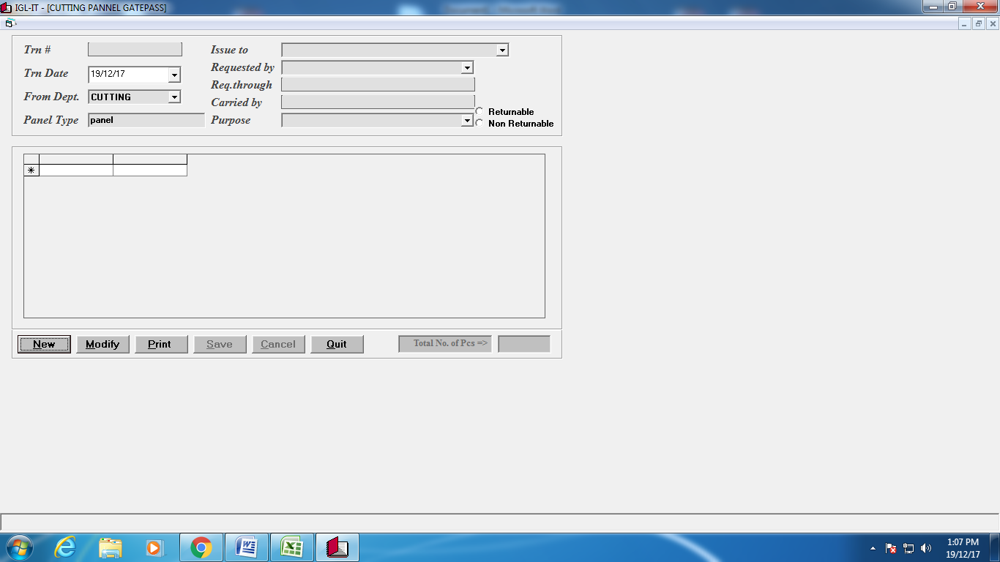 IGL-IT - [CUTTING PANNEL GATEPASS]
Trn #
Issue to
Trn Date
19/12/17
Requested by
Req.through
From Dept.
CUTTING
Carried by
Returnable
Panel Type
panel
Purpose
Non Returnable
New
Modify
Print
Save
Cancel
Quit
Total No. of Pcs =>
1:07 PM
19/12/17